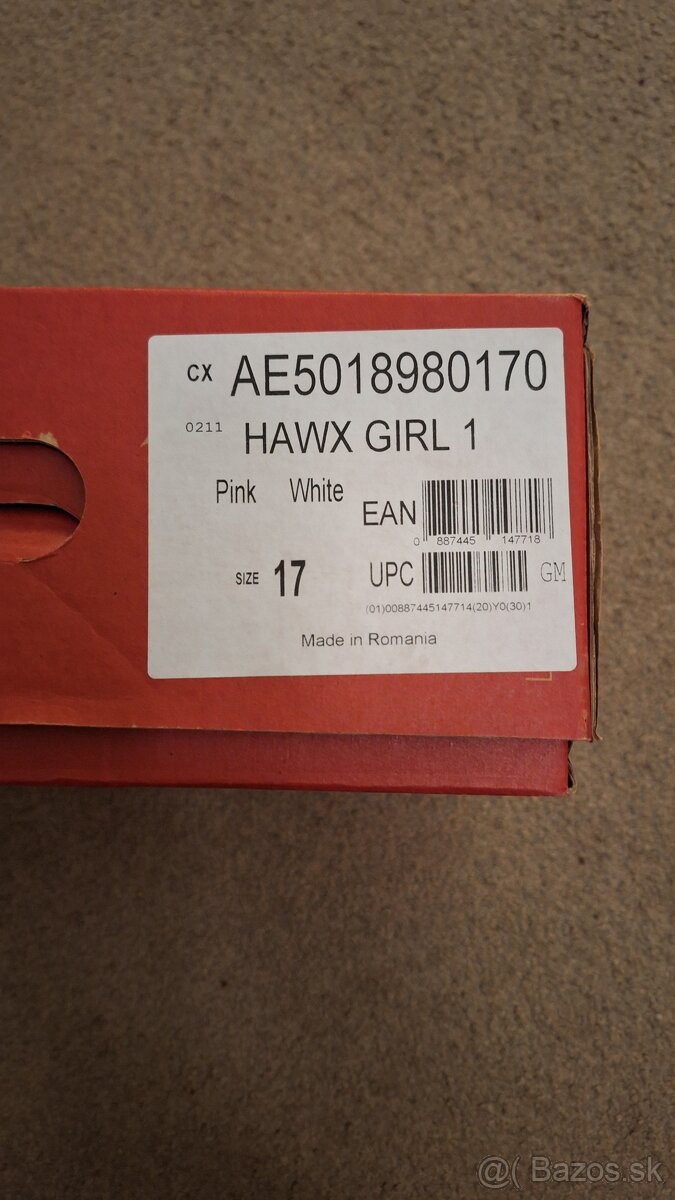 CX AE5018980170
0211 HAWX GIRL 1
Pink White
EAN
0 887445 147718
SIZE 17
UPC
GM
(01)00887445147714(20)Y0(30)1
Made in Romania
@( Bazos.sk